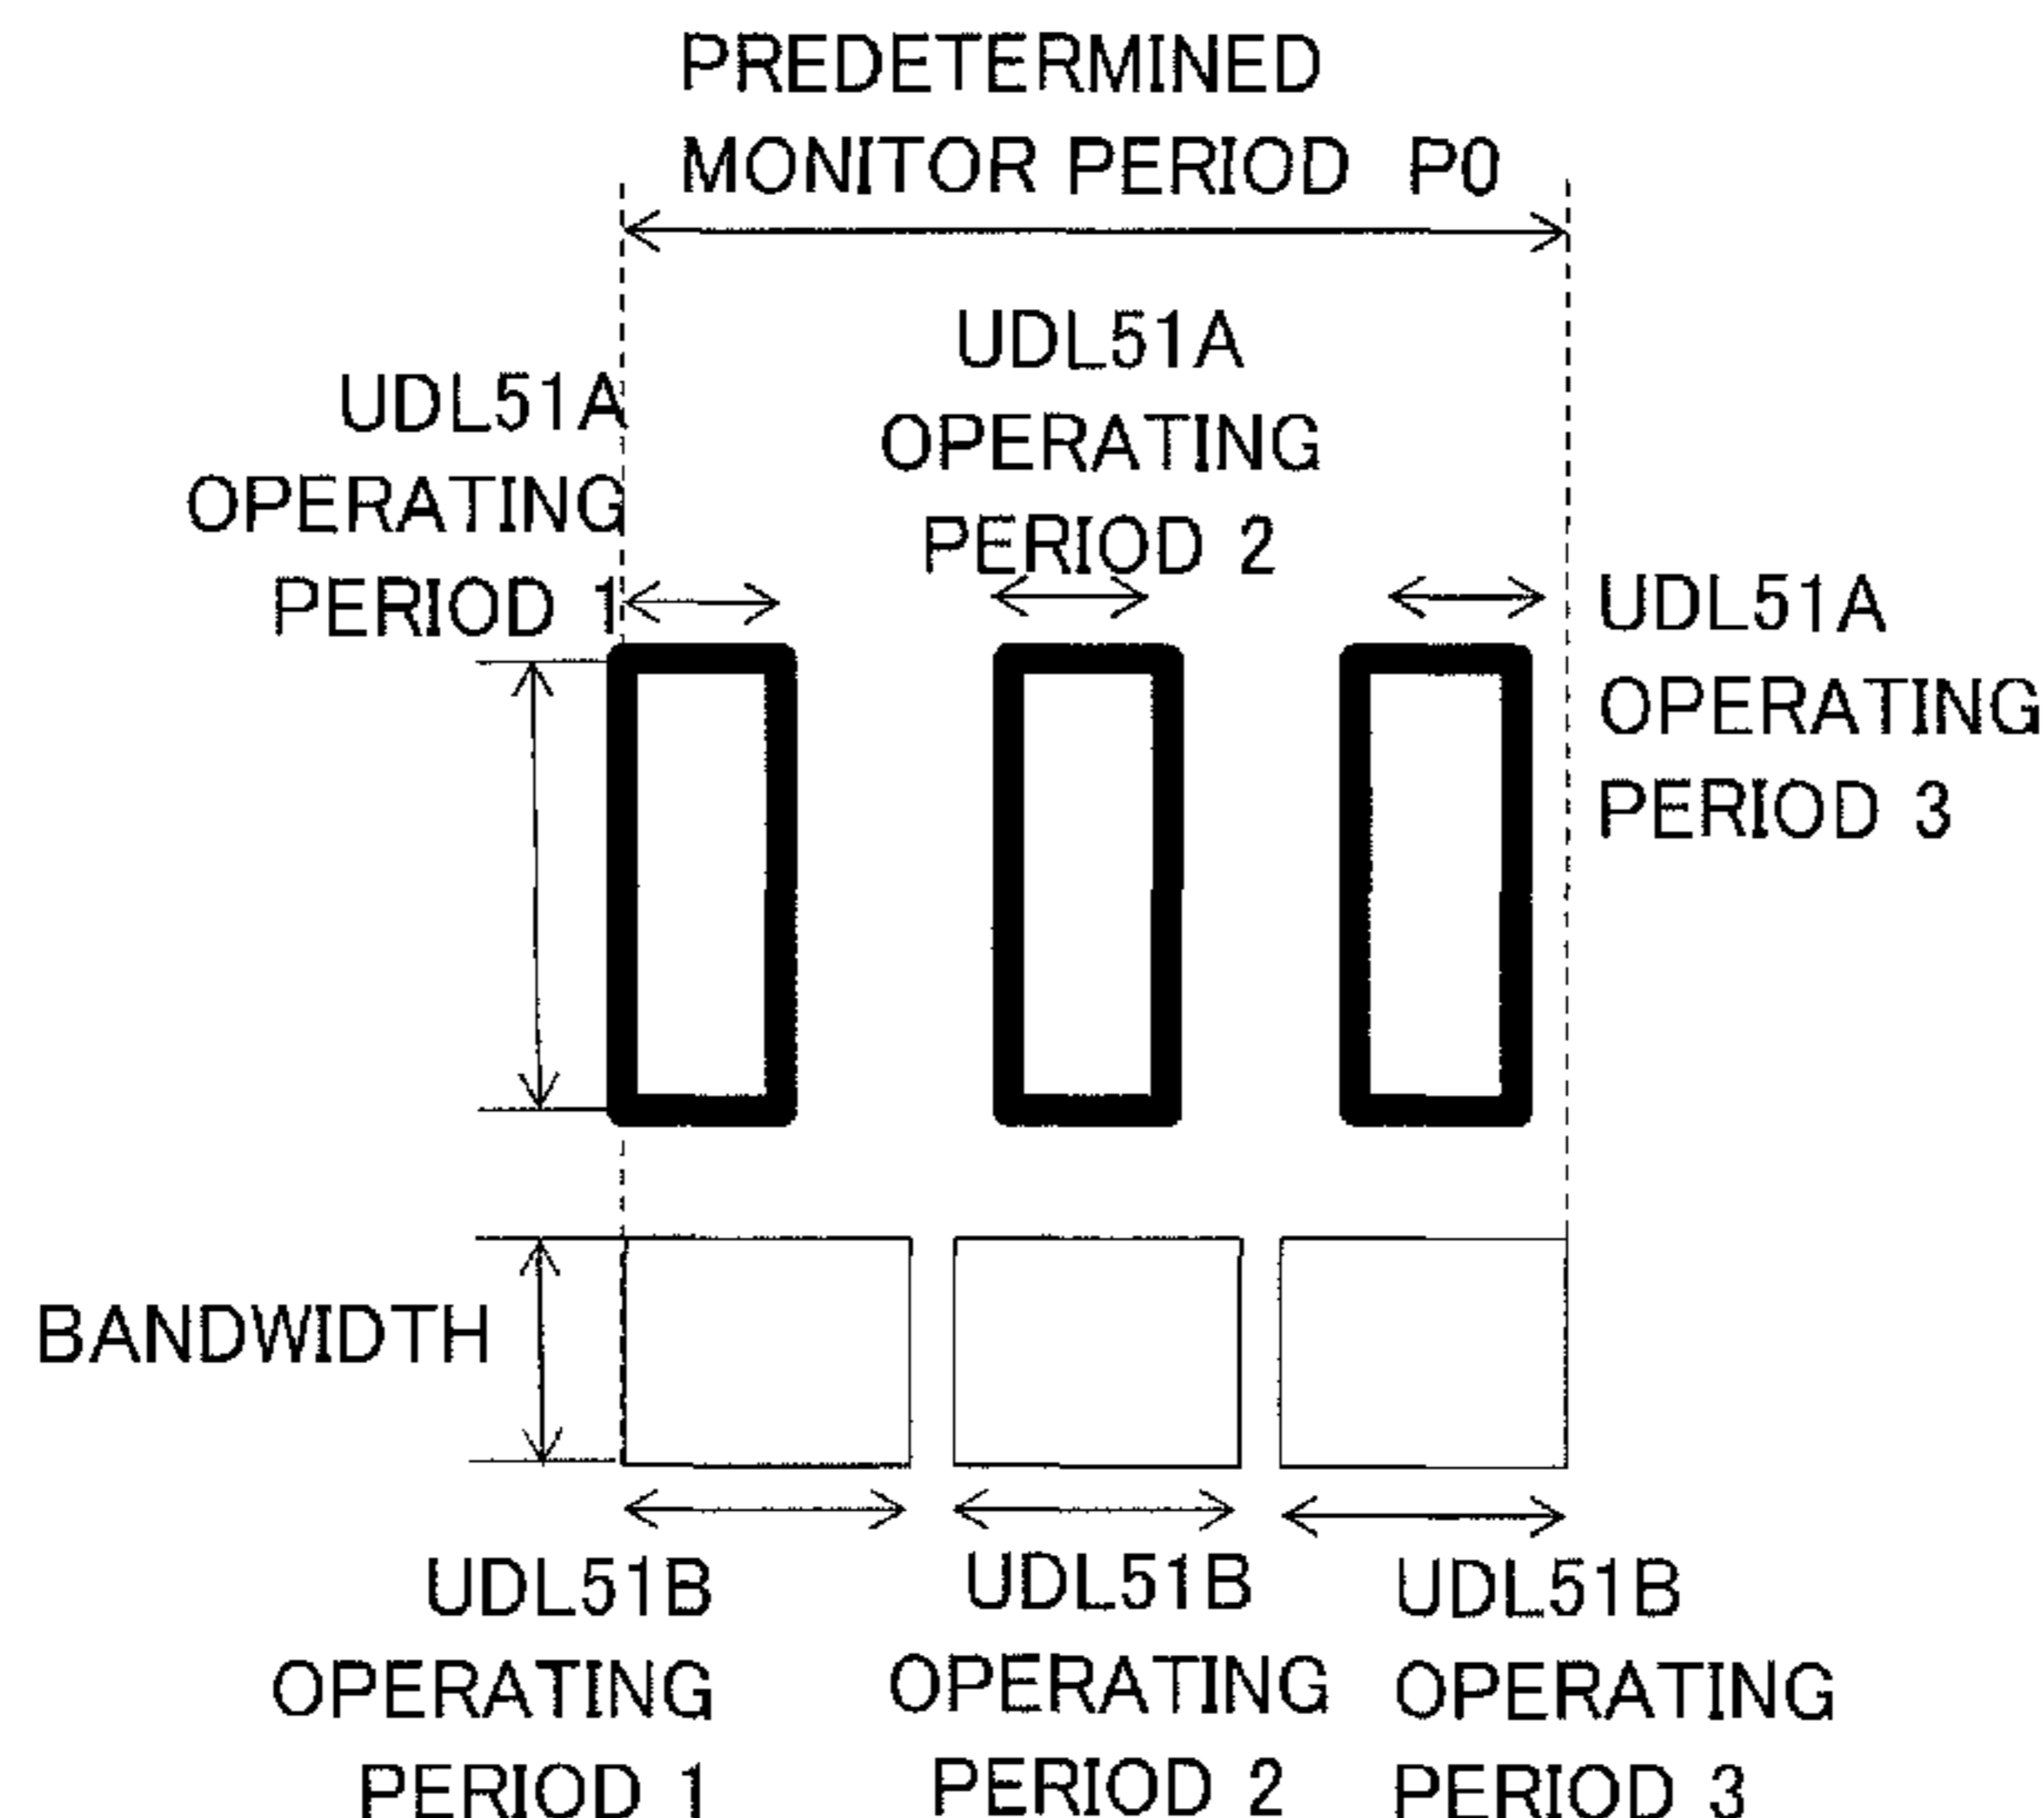 PREDETERMINED
MONITOR PERIOD P0
UDL51A
OPERATING
PERIOD 1
UDL51A
OPERATING
PERIOD 2
UDL51A
OPERATING
PERIOD 3
BANDWIDTH
UDL51B
OPERATING
PERIOD 1
UDL51B
OPERATING
PERIOD 2
UDL51B
OPERATING
PERIOD 3